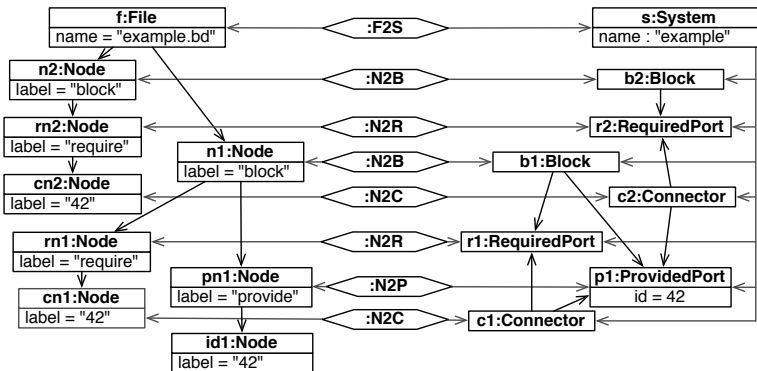 f:File
name = "example.bd"
:F2S
s:System
name : "example"
n2:Node
label = "block"
:N2B
b2:Block
rn2:Node
label = "require"
:N2R
r2:RequiredPort
n1:Node
label = "block"
:N2B
b1:Block
cn2:Node
label = "42"
:N2C
c2:Connector
rn1:Node
label = "require"
:N2R
r1:RequiredPort
pn1:Node
label = "provide"
:N2P
p1:ProvidedPort
id = 42
cn1:Node
label = "42"
:N2C
c1:Connector
id1:Node
label = "42"